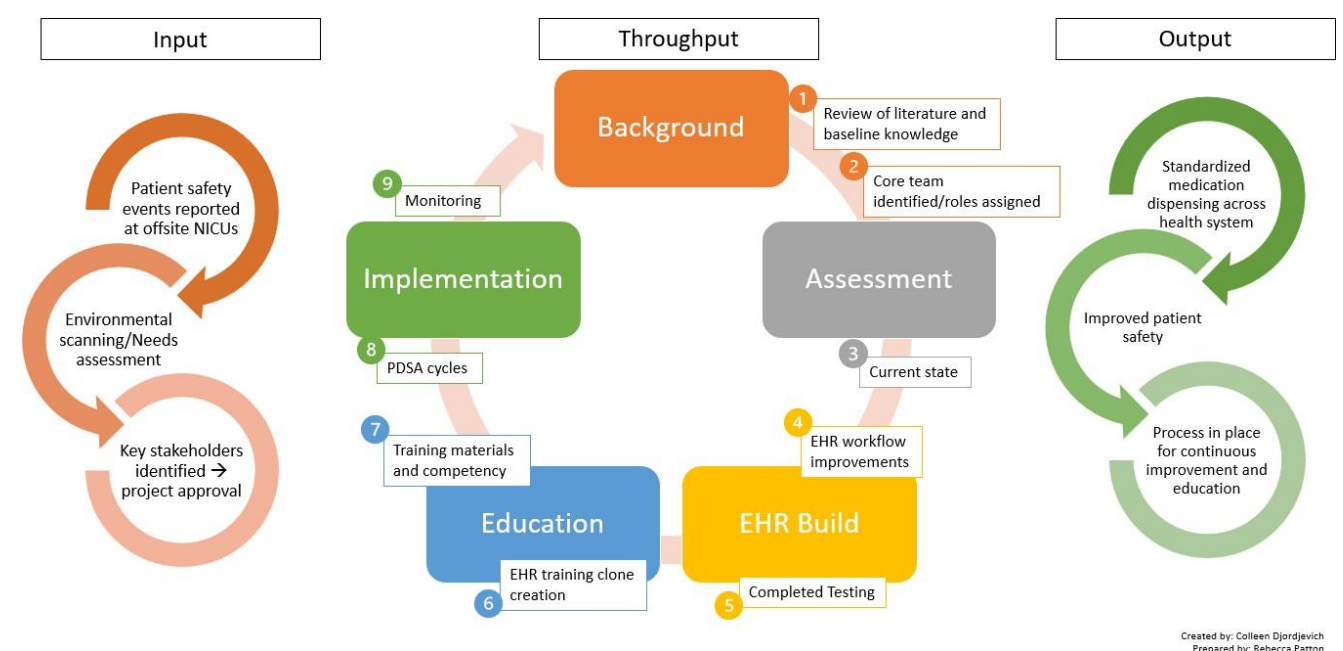 Input
Throughput
Output
Patient safety
events reported
at offsite NICUs
Environmental
scanning/Needs
assessment
Key stakeholders
identified →
project approval
Background
1
Review of literature and
baseline knowledge
2
Core team
identified/roles assigned
Assessment
3
Current state
4
EHR workflow
improvements
EHR Build
5
Completed Testing
Education
6
EHR training clone
creation
7
Training materials
and competency
8
PDSA cycles
Implementation
9
Monitoring
Standardized
medication
dispensing across
health system
Improved patient
safety
Process in place
for continuous
improvement and
education
Created by: Colleen Djordjevich
Prepared by: Rebecca Patton